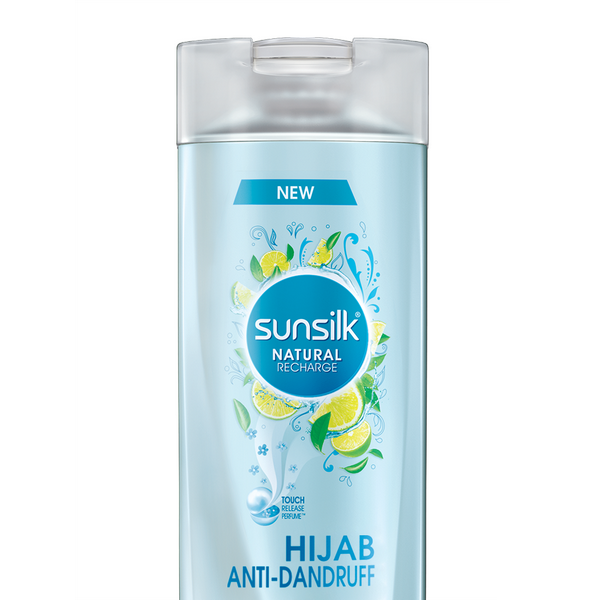 NEW
sunsilk®
NATURAL
RECHARGE
TOUCH
RELEASE
PERFUME™
HIJAB
ANTI-DANDRUFF